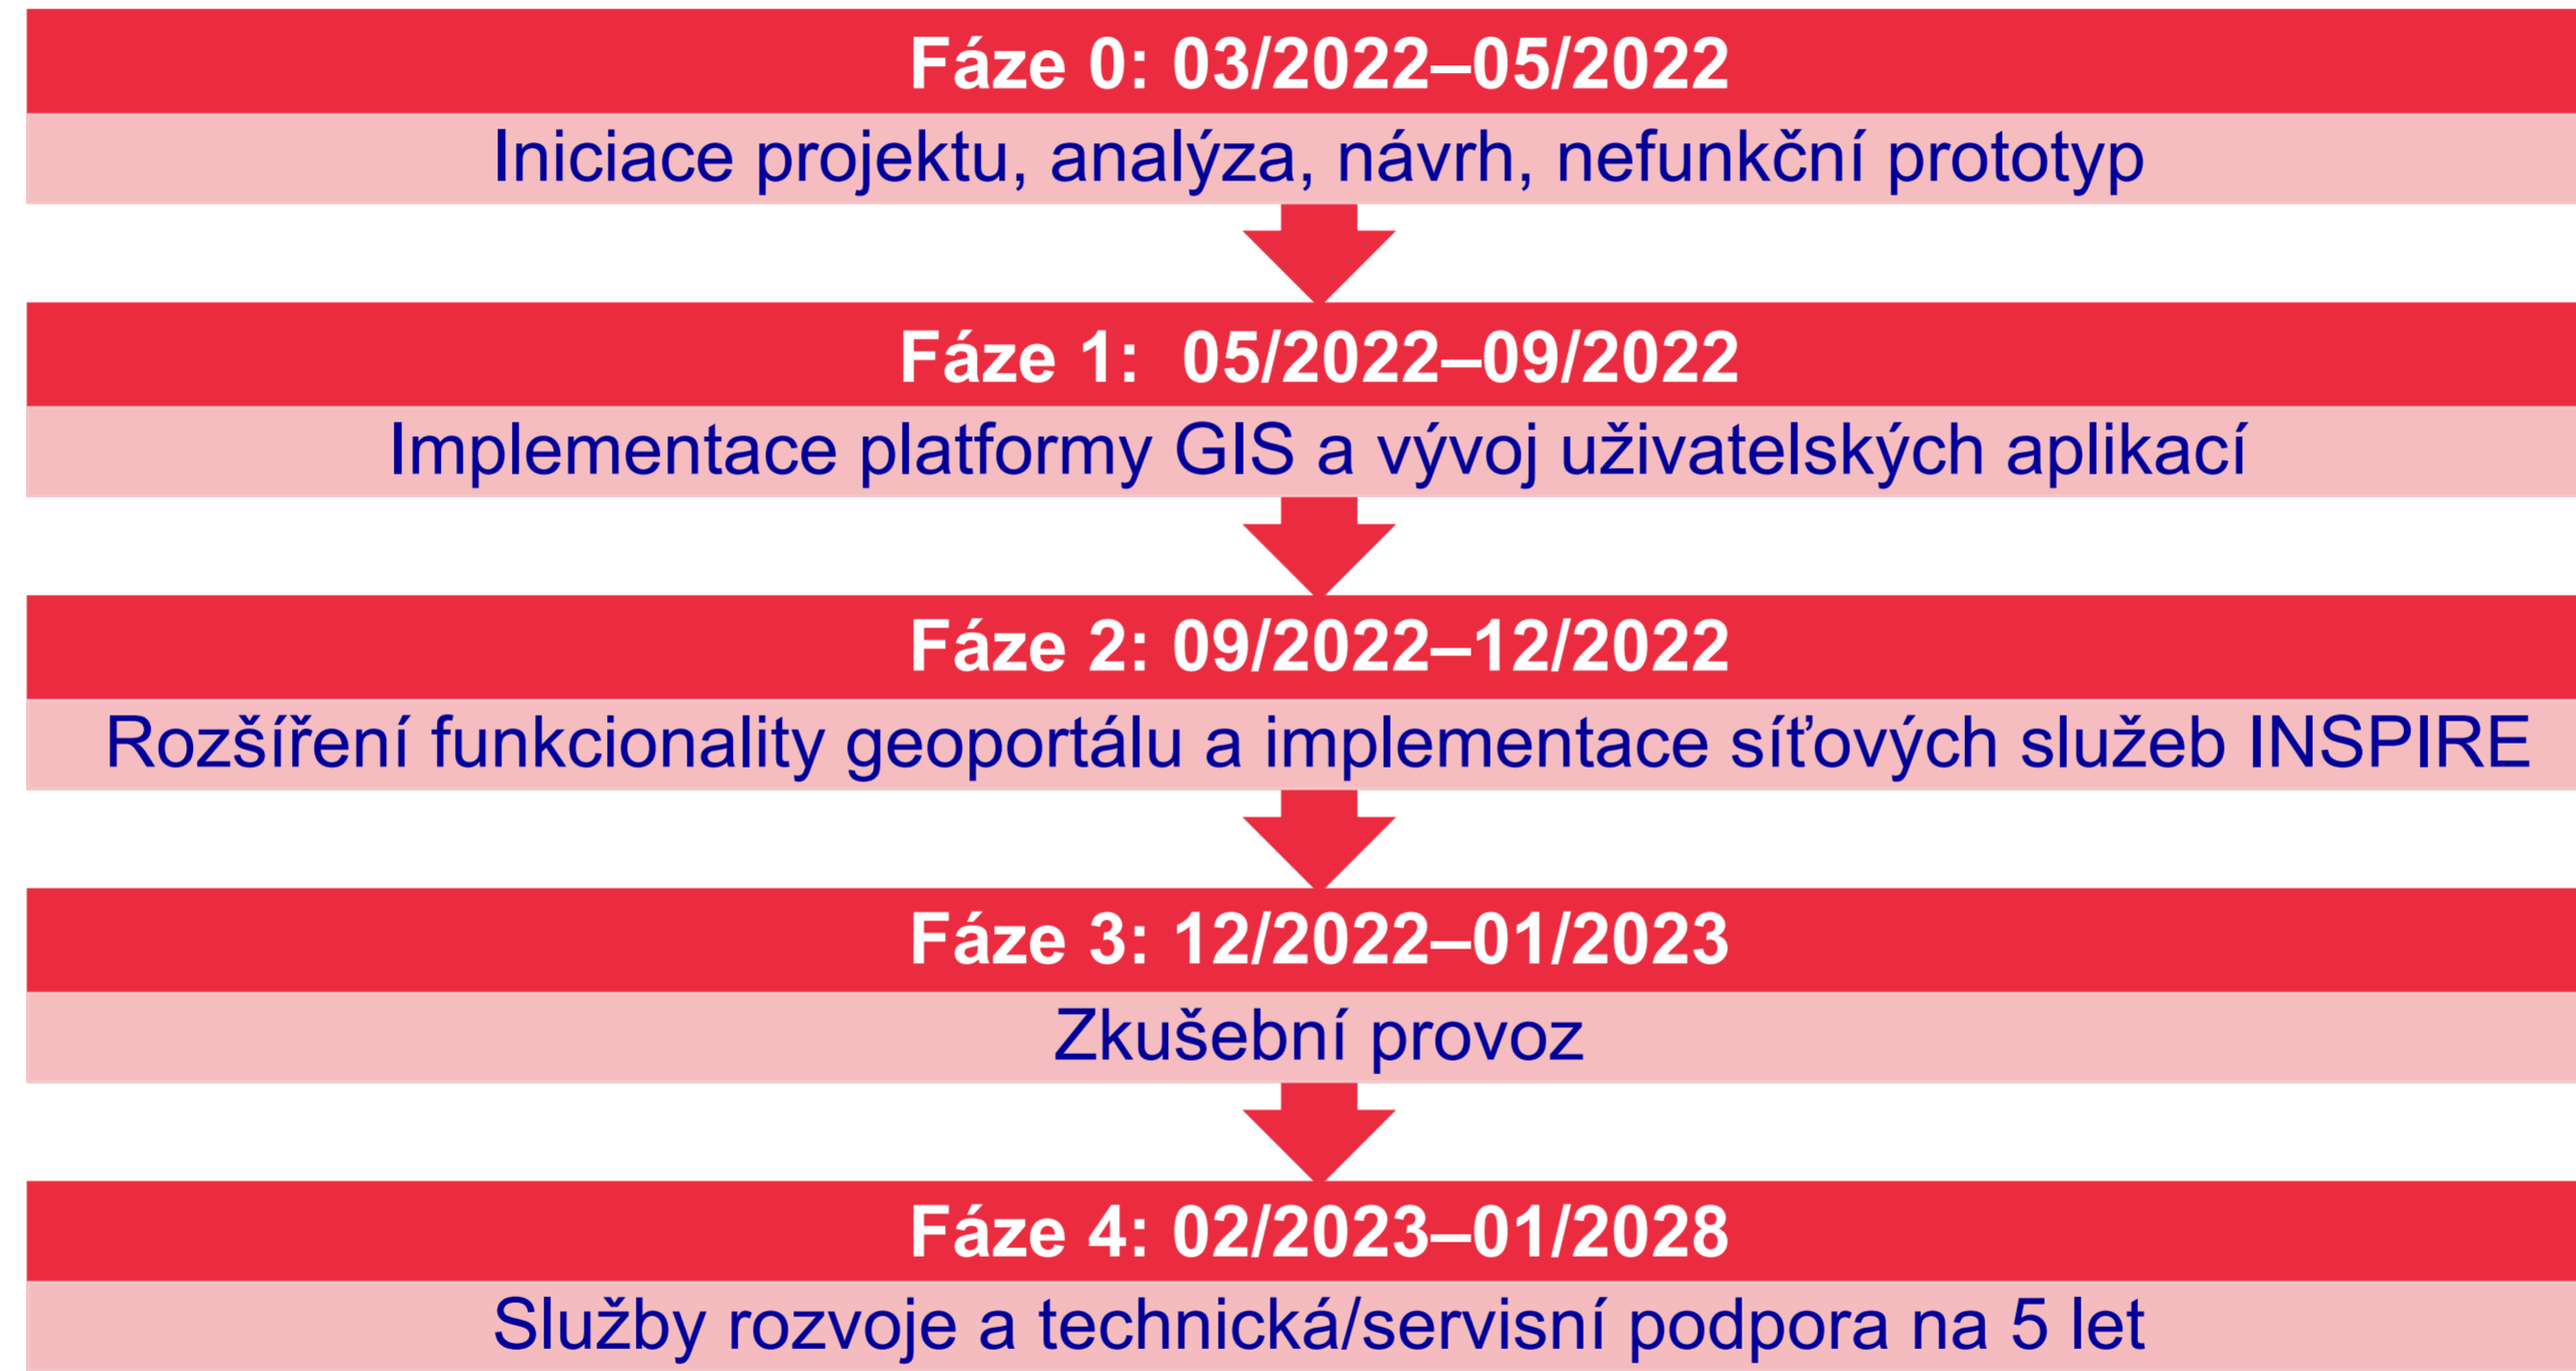 Fáze 0: 03/2022–05/2022
Iniciace projektu, analýza, návrh, nefunkční prototyp
Fáze 1: 05/2022–09/2022
Implementace platformy GIS a vývoj uživatelských aplikací
Fáze 2: 09/2022–12/2022
Rozšíření funkcionality geoportálu a implementace síťových služeb INSPIRE
Fáze 3: 12/2022–01/2023
Zkušební provoz
Fáze 4: 02/2023–01/2028
Služby rozvoje a technická/servisní podpora na 5 let